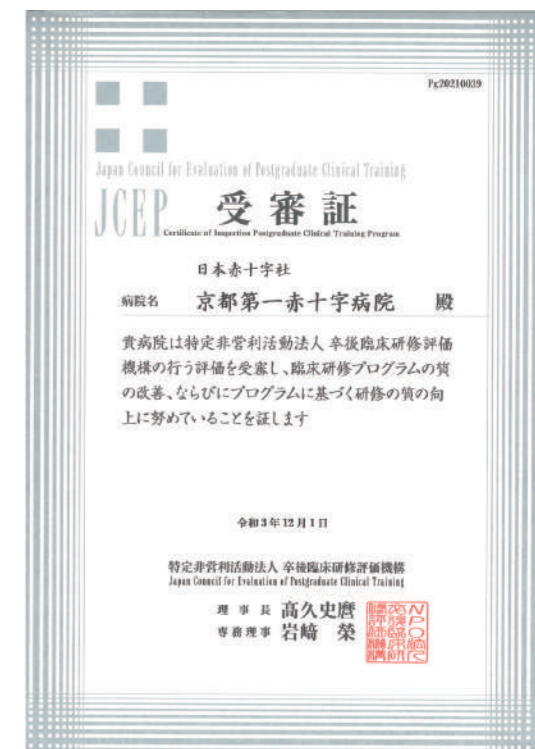 Pg20210039
Japan Council for Evaluation of Postgraduate Clinical Training
JCEP 受審証
Certificate of Inspection Postgraduate Clinical Training Program
日本赤十字社
病院名 京都第一赤十字病院 殿
貴病院は特定非営利活動法人 卒後臨床研修評価
機構の行う評価を受審し、臨床研修プログラムの質
の改善、ならびにプログラムに基づく研修の質の向
上に努めていることを証します
令和3年12月1日
特定非営利活動法人 卒後臨床研修評価機構
Japan Council for Evaluation of Postgraduate Clinical Training
理事長 高久史麿
専務理事 岩﨑 榮